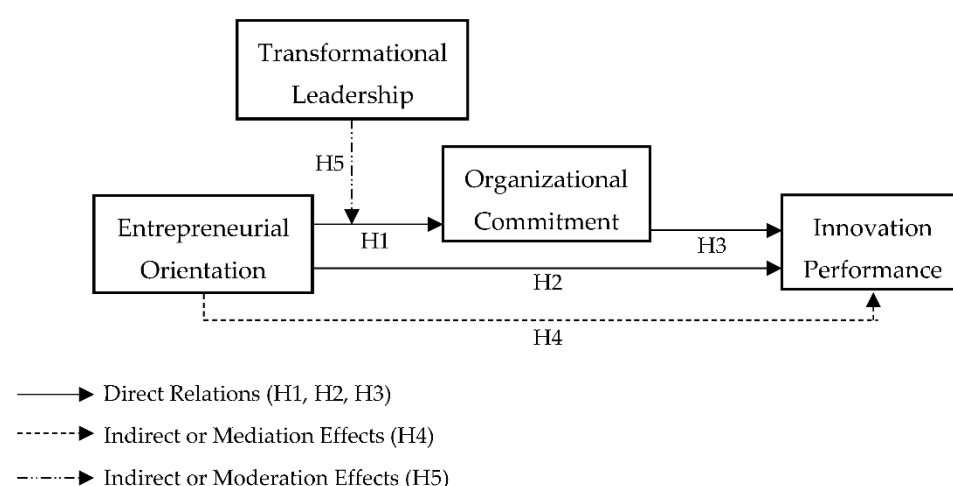 Transformational
Leadership
H5
Organizational
Commitment
Entrepreneurial
Orientation
H1
H3
Innovation
Performance
H2
H4
Direct Relations (H1, H2, H3)
Indirect or Mediation Effects (H4)
Indirect or Moderation Effects (H5)